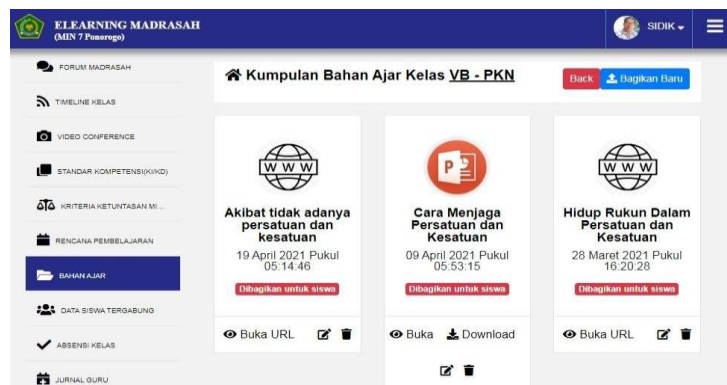 ELEARNING MADRASAH
(MIN 7 Ponorogo)
SIDIK
FORUM MADRASAH
TIMELINE KELAS
VIDEO CONFERENCE
STANDAR KOMPETENSI(KI/KD)
KRITERIA KETUNTASAN MI...
RENCANA PEMBELAJARAN
BAHAN AJAR
DATA SISWA TERGABUNG
ABSENSI KELAS
JURNAL GURU
Kumpulan Bahan Ajar Kelas VB - PKN
Back
Bagikan Baru
WWW
Akibat tidak adanya
persatuan dan
kesatuan
19 April 2021 Pukul
05:14:46
Dibagikan untuk siswa
Buka URL
P
Cara Menjaga
Persatuan dan
Kesatuan
09 April 2021 Pukul
05:53:15
Dibagikan untuk siswa
Buka Download
WWW
Hidup Rukun Dalam
Persatuan dan
Kesatuan
28 Maret 2021 Pukul
16:20:28
Dibagikan untuk siswa
Buka URL